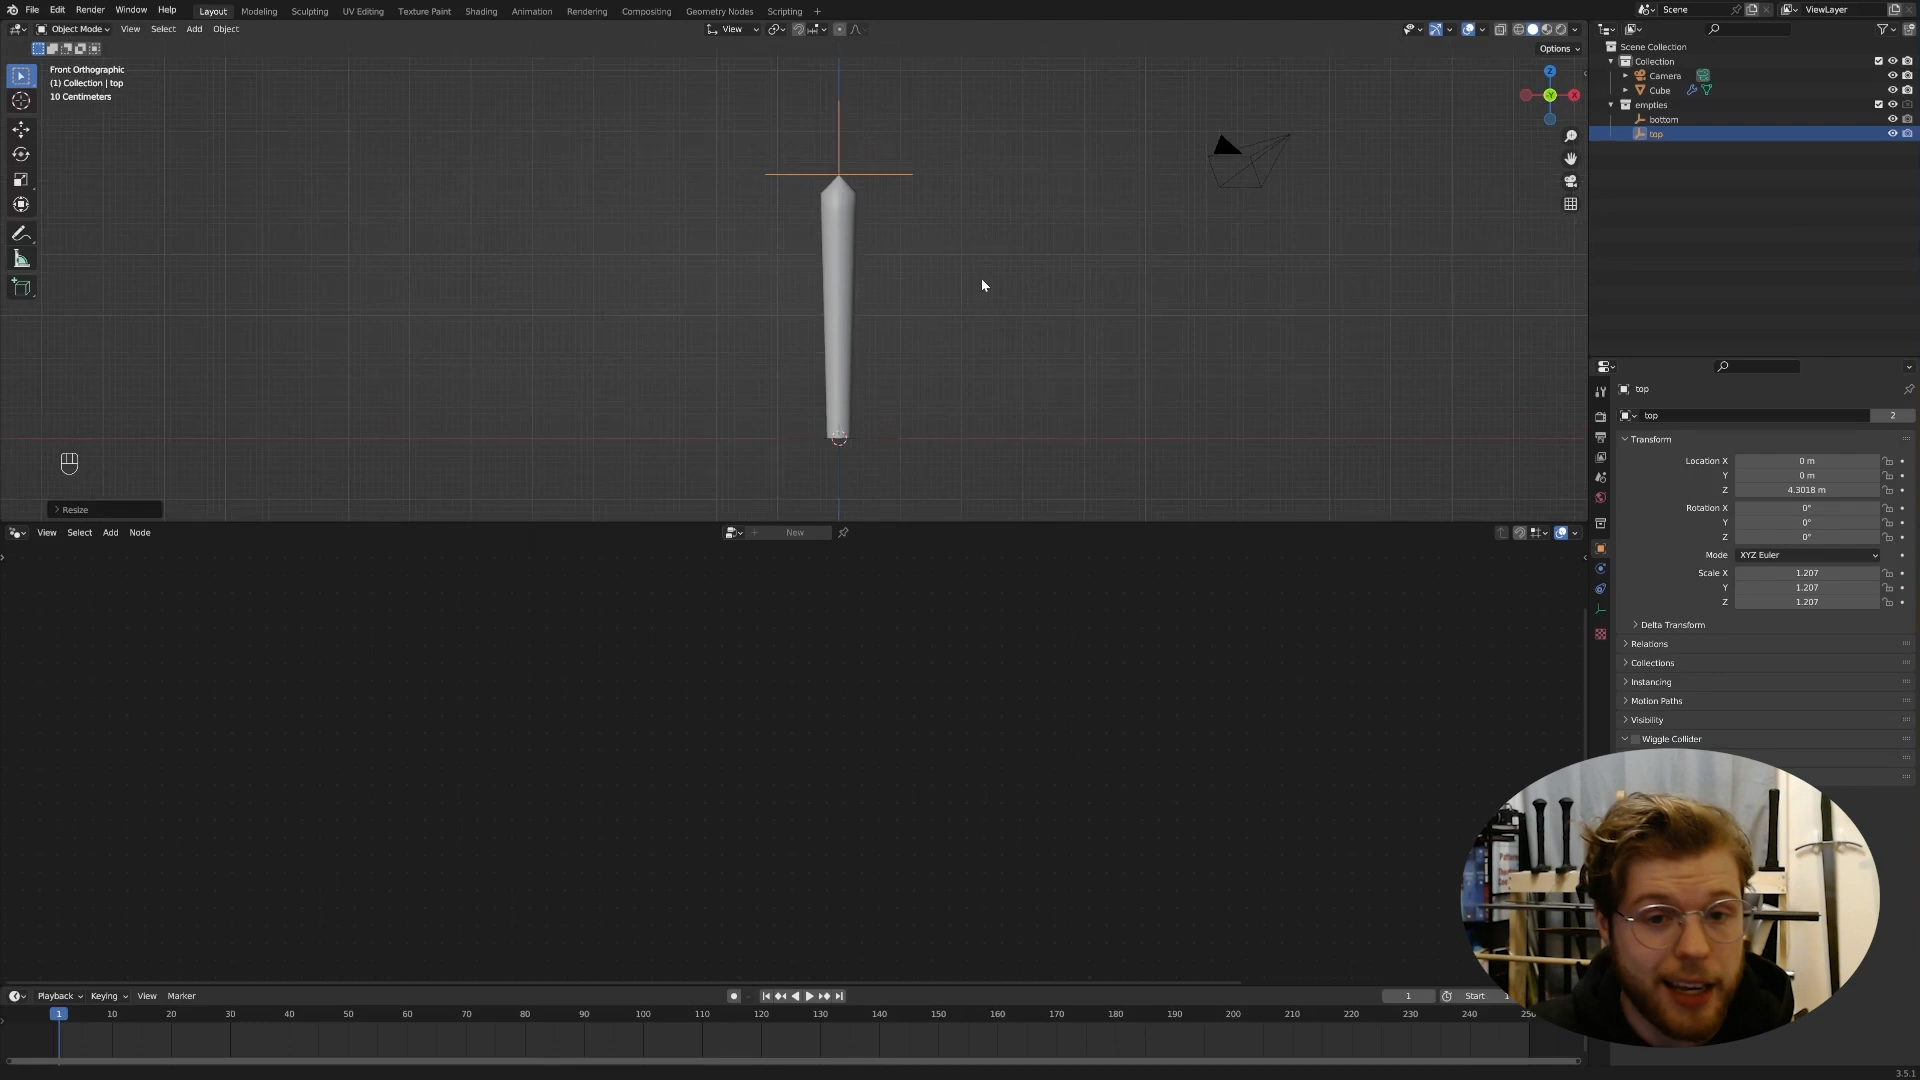 File Edit Render Window Help Layout Modeling Sculpting UV Editing Texture Paint Shading Animation Rendering Compositing Geometry Nodes Scripting + Scene ViewLayer
Object Mode View Select Add Object View
Options
Front Orthographic
(1) Collection | top
10 Centimeters
Z
X
-Y
Resize
Scene Collection
Collection
Camera
Cube
empties
bottom
top
top
top 2
Transform
Location X 0 m
Y 0 m
Z 4.3018 m
Rotation X 0°
Y 0°
Z 0°
Mode XYZ Euler
Scale X 1.207
Y 1.207
Z 1.207
Delta Transform
Relations
Collections
Instancing
Motion Paths
Visibility
Wiggle Collider
View Select Add Node New
Playback Keying View Marker 1 Start
1 10 20 30 40 50 60 70 80 90 100 110 120 130 140 150 160 170 180 190 200 210 220 230 240 250
3.5.1